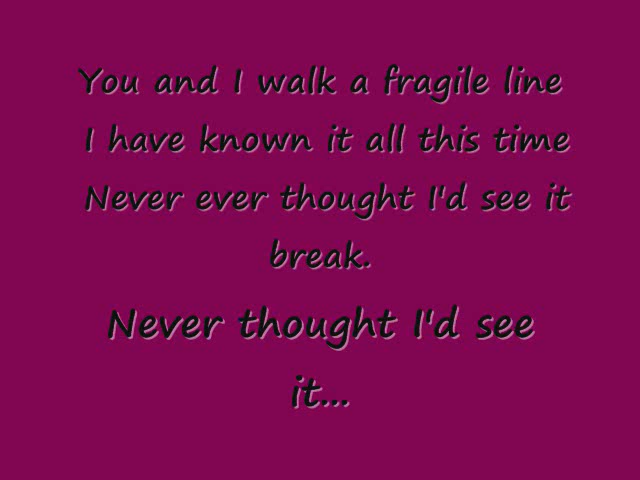 You and I walk a fragile line
I have known it all this time
Never ever thought I'd see it
break.
Never thought I'd see
it...